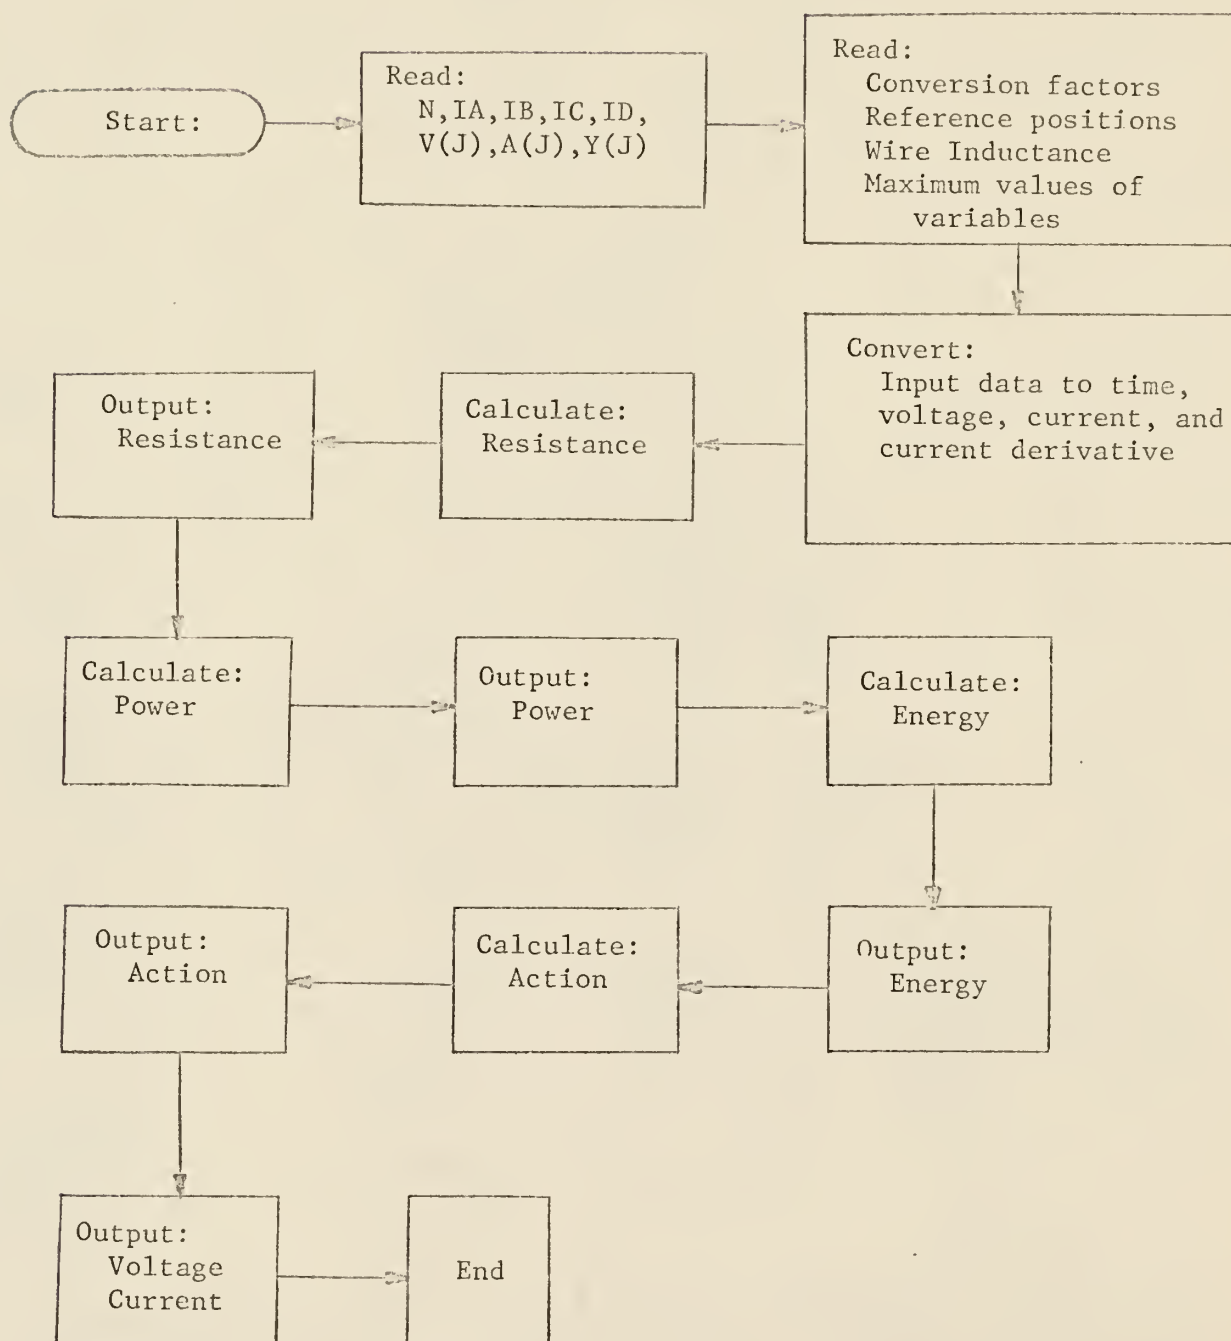 Start:
Read:
N,IA,IB,IC,ID,
V(J),A(J),Y(J)
Read:
Conversion factors
Reference positions
Wire Inductance
Maximum values of
variables
Convert:
Input data to time,
voltage, current, and
current derivative
Calculate:
Resistance
Output:
Resistance
Calculate:
Power
Output:
Power
Calculate:
Energy
Output:
Energy
Calculate:
Action
Output:
Action
Output:
Voltage
Current
End